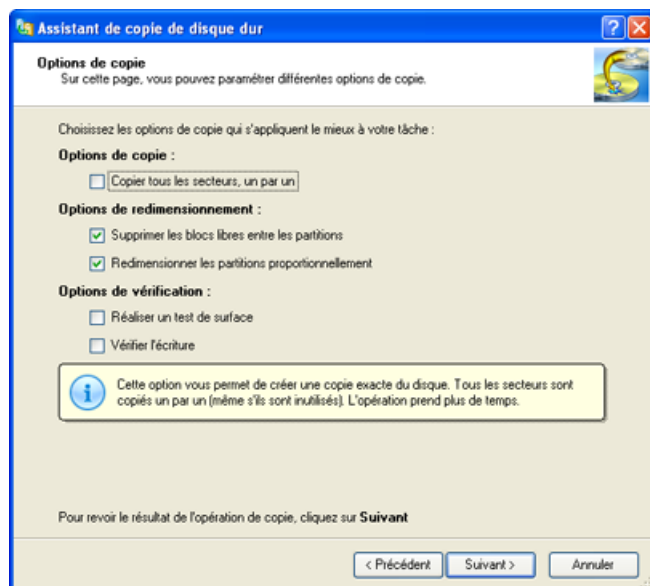 Assistant de copie de disque dur
Options de copie
Sur cette page, vous pouvez paramétrer différentes options de copie.
Choisissez les options de copie qui s'appliquent le mieux à votre tâche :
Options de copie :
Copier tous les secteurs, un par un
Options de redimensionnement :
Supprimer les blocs libres entre les partitions
Redimensionner les partitions proportionnellement
Options de vérification :
Réaliser un test de surface
Vérifier l'écriture
Cette option vous permet de créer une copie exacte du disque. Tous les secteurs sont
copiés un par un (même s'ils sont inutilisés). L'opération prend plus de temps.
Pour revoir le résultat de l'opération de copie, cliquez sur Suivant
< Précédent Suivant > Annuler